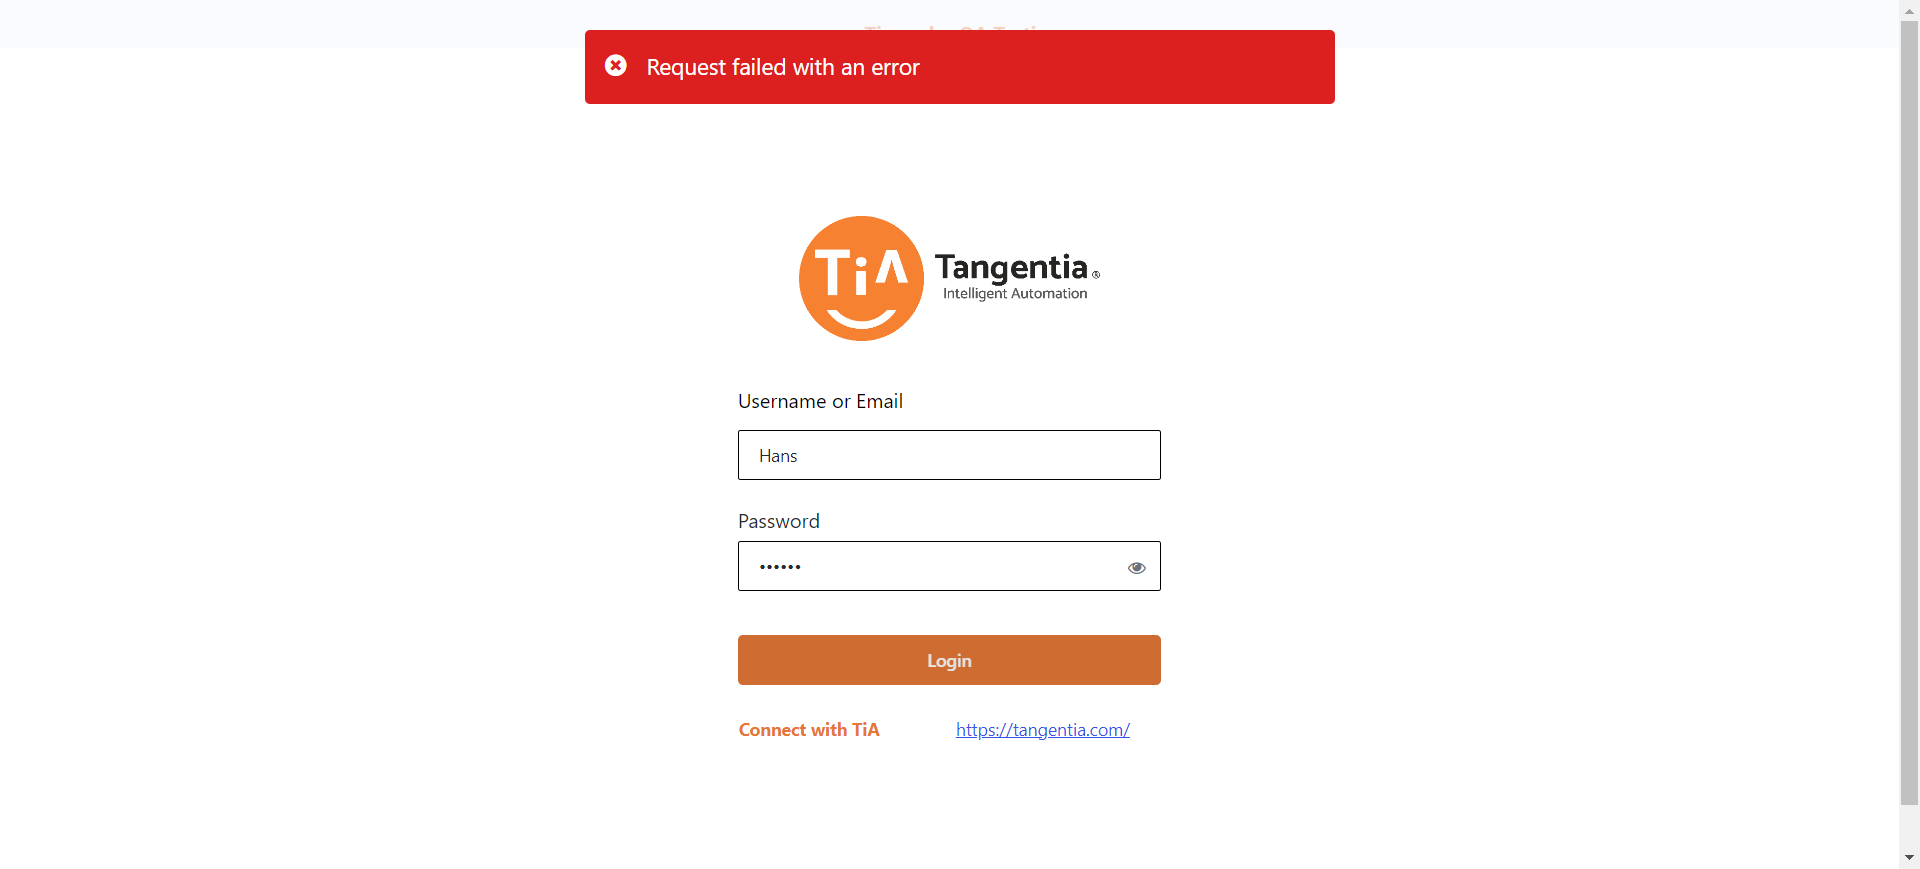 Request failed with an error
TiA
Tangentia®
Intelligent Automation
Username or Email
Hans
Password
••••••
Login
Connect with TiA
https://tangentia.com/